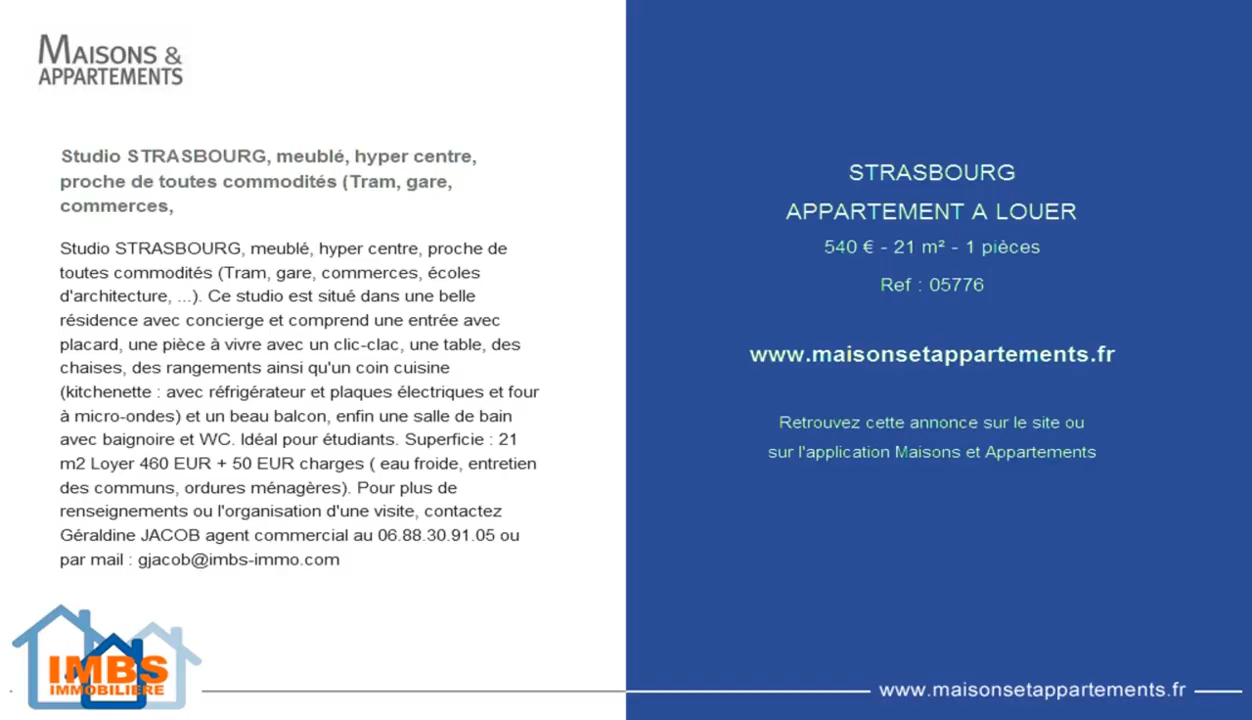 MAISONS &
APPARTEMENTS
Studio STRASBOURG, meublé, hyper centre,
proche de toutes commodités (Tram, gare,
commerces,
Studio STRASBOURG, meublé, hyper centre, proche de
toutes commodités (Tram, gare, commerces, écoles
d'architecture, ...). Ce studio est situé dans une belle
résidence avec concierge et comprend une entrée avec
placard, une pièce à vivre avec un clic-clac, une table, des
chaises, des rangements ainsi qu'un coin cuisine
(kitchenette : avec réfrigérateur et plaques électriques et four
à micro-ondes) et un beau balcon, enfin une salle de bain
avec baignoire et WC. Idéal pour étudiants. Superficie : 21
m2 Loyer 460 EUR + 50 EUR charges ( eau froide, entretien
des communs, ordures ménagères). Pour plus de
renseignements ou l'organisation d'une visite, contactez
Géraldine JACOB agent commercial au 06.88.30.91.05 ou
par mail : gjacob@imbs-immo.com
IMBS
IMMOBILIERE
STRASBOURG
APPARTEMENT A LOUER
540 € - 21 m² - 1 pièces
Ref : 05776
www.maisonsetappartements.fr
Retrouvez cette annonce sur le site ou
sur l'application Maisons et Appartements
www.maisonsetappartements.fr